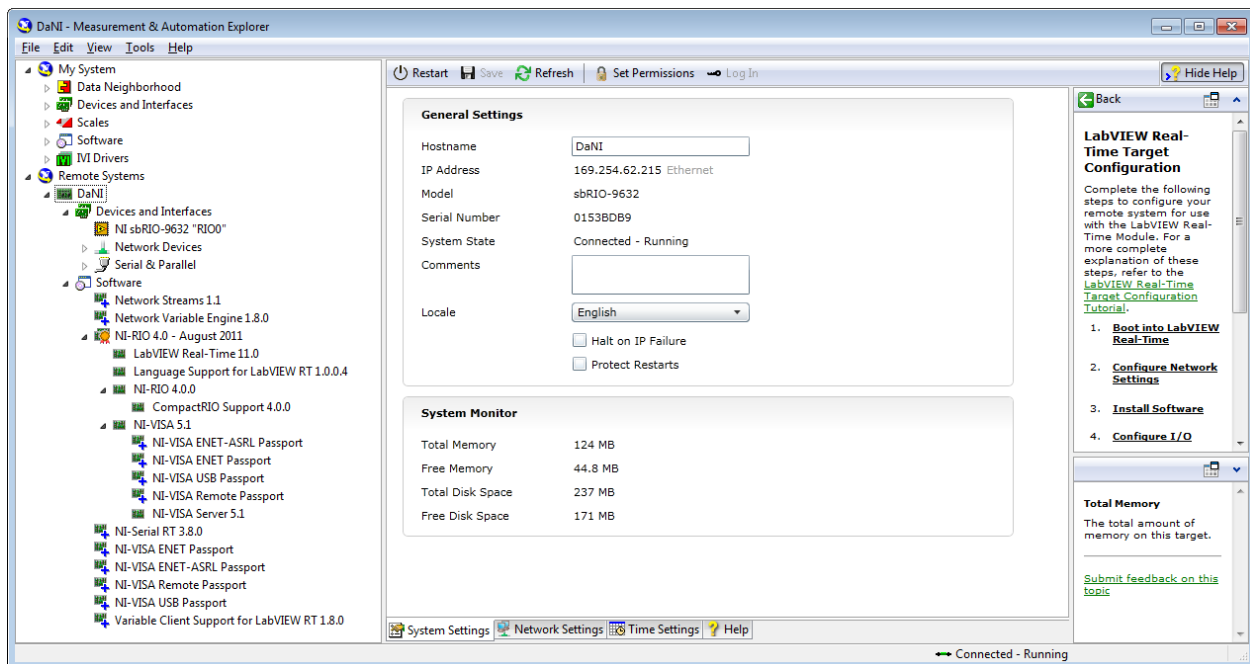 DaNI - Measurement & Automation Explorer
File Edit View Tools Help
My System
Data Neighborhood
Devices and Interfaces
Scales
Software
IVI Drivers
Remote Systems
DaNI
Devices and Interfaces
NI sbRIO-9632 "RIO0"
Network Devices
Serial & Parallel
Software
Network Streams 1.1
Network Variable Engine 1.8.0
NI-RIO 4.0 - August 2011
LabVIEW Real-Time 11.0
Language Support for LabVIEW RT 1.0.0.4
NI-RIO 4.0.0
CompactRIO Support 4.0.0
NI-VISA 5.1
NI-VISA ENET-ASRL Passport
NI-VISA ENET Passport
NI-VISA USB Passport
NI-VISA Remote Passport
NI-VISA Server 5.1
NI-Serial RT 3.8.0
NI-VISA ENET Passport
NI-VISA ENET-ASRL Passport
NI-VISA Remote Passport
NI-VISA USB Passport
Variable Client Support for LabVIEW RT 1.8.0
Restart Save Refresh Set Permissions Log In Hide Help
General Settings
Hostname DaNI
IP Address 169.254.62.215 Ethernet
Model sbRIO-9632
Serial Number 0153BDB9
System State Connected - Running
Comments
Locale English
Halt on IP Failure
Protect Restarts
System Monitor
Total Memory 124 MB
Free Memory 44.8 MB
Total Disk Space 237 MB
Free Disk Space 171 MB
System Settings Network Settings Time Settings Help
Back
LabVIEW Real-
Time Target
Configuration
Complete the following
steps to configure your
remote system for use
with the LabVIEW Real-
Time Module. For a
more complete
explanation of these
steps, refer to the
LabVIEW Real-Time
Target Configuration
Tutorial.
1. Boot into LabVIEW
Real-Time
2. Configure Network
Settings
3. Install Software
4. Configure I/O
Total Memory
The total amount of
memory on this target.
Submit feedback on this
topic
Connected - Running